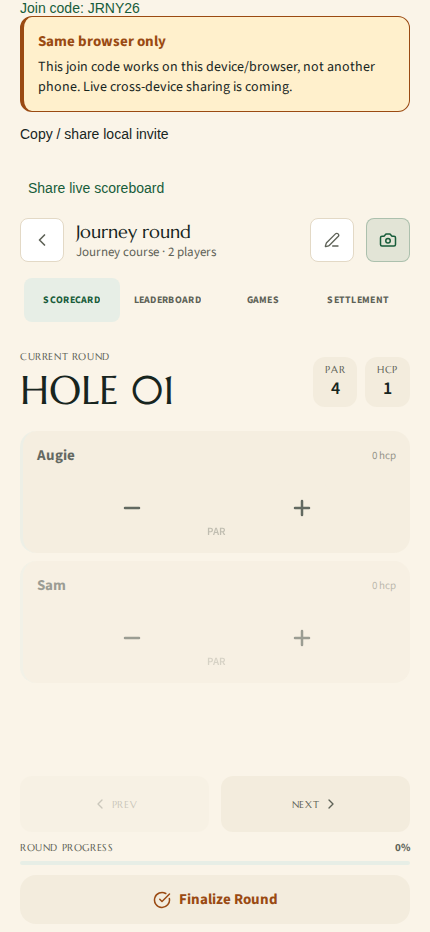 Join code: JRNY26
Same browser only
This join code works on this device/browser, not another
phone. Live cross-device sharing is coming.
Copy / share local invite
Share live scoreboard
Journey round
Journey course · 2 players
SCORECARD LEADERBOARD GAMES SETTLEMENT
CURRENT ROUND
HOLE 01
PAR
4
HCP
1
Augie
0 hcp
− +
PAR
Sam
0 hcp
− +
PAR
PREV
NEXT
ROUND PROGRESS 0%
Finalize Round